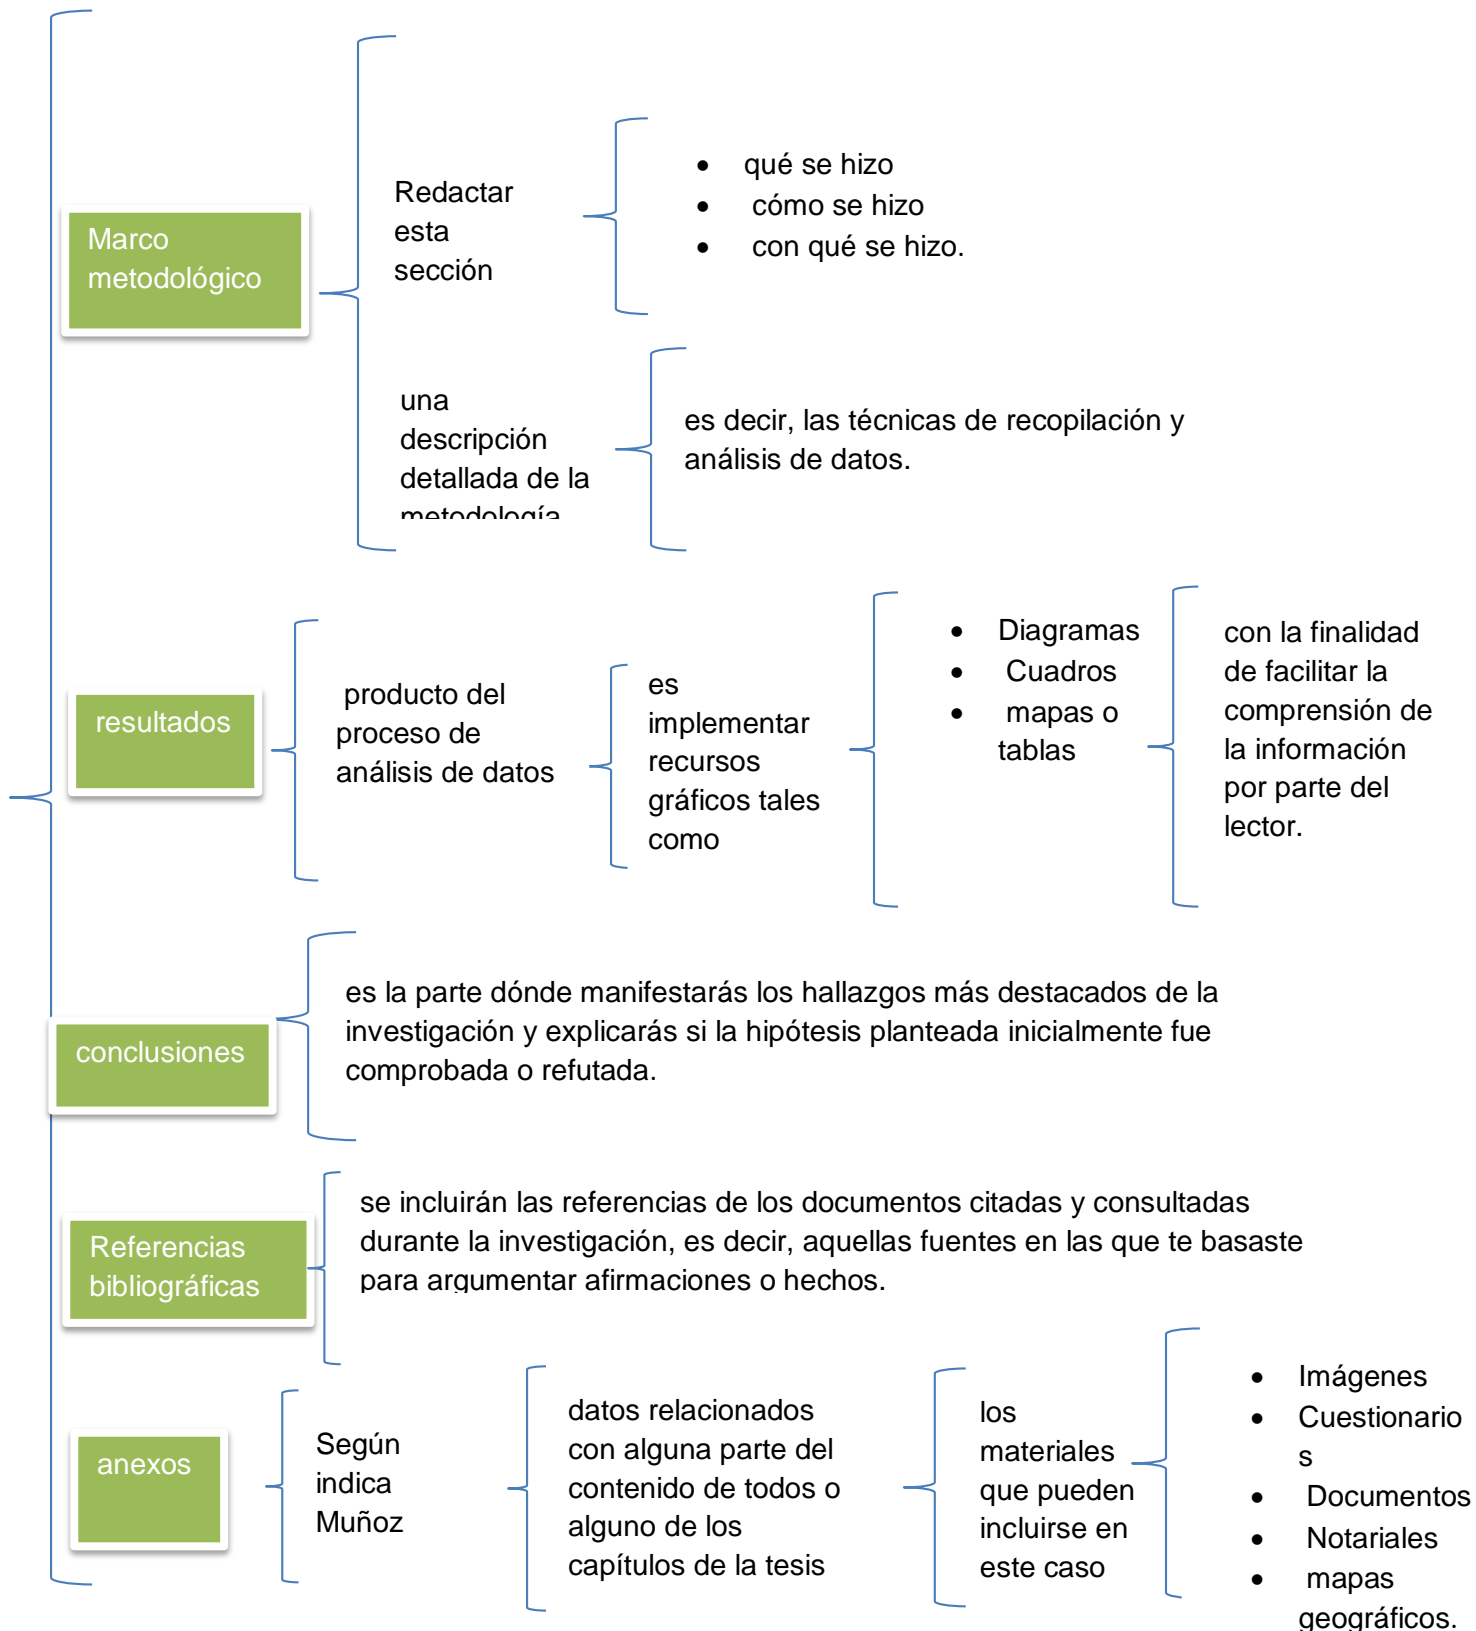 Marco
metodológico
Redactar
esta
sección
• qué se hizo
• cómo se hizo
• con qué se hizo.
una
descripción
detallada de la
metodología
es decir, las técnicas de recopilación y
análisis de datos.
resultados
producto del
proceso de
análisis de datos
es
implementar
recursos
gráficos tales
como
• Diagramas
• Cuadros
• mapas o
tablas
con la finalidad
de facilitar la
comprensión de
la información
por parte del
lector.
conclusiones
es la parte dónde manifestarás los hallazgos más destacados de la
investigación y explicarás si la hipótesis planteada inicialmente fue
comprobada o refutada.
Referencias
bibliográficas
se incluirán las referencias de los documentos citadas y consultadas
durante la investigación, es decir, aquellas fuentes en las que te basaste
para argumentar afirmaciones o hechos.
anexos
Según
indica
Muñoz
datos relacionados
con alguna parte del
contenido de todos o
alguno de los
capítulos de la tesis
los
materiales
que pueden
incluirse en
este caso
• Imágenes
• Cuestionario
s
• Documentos
• Notariales
• mapas
geográficos.